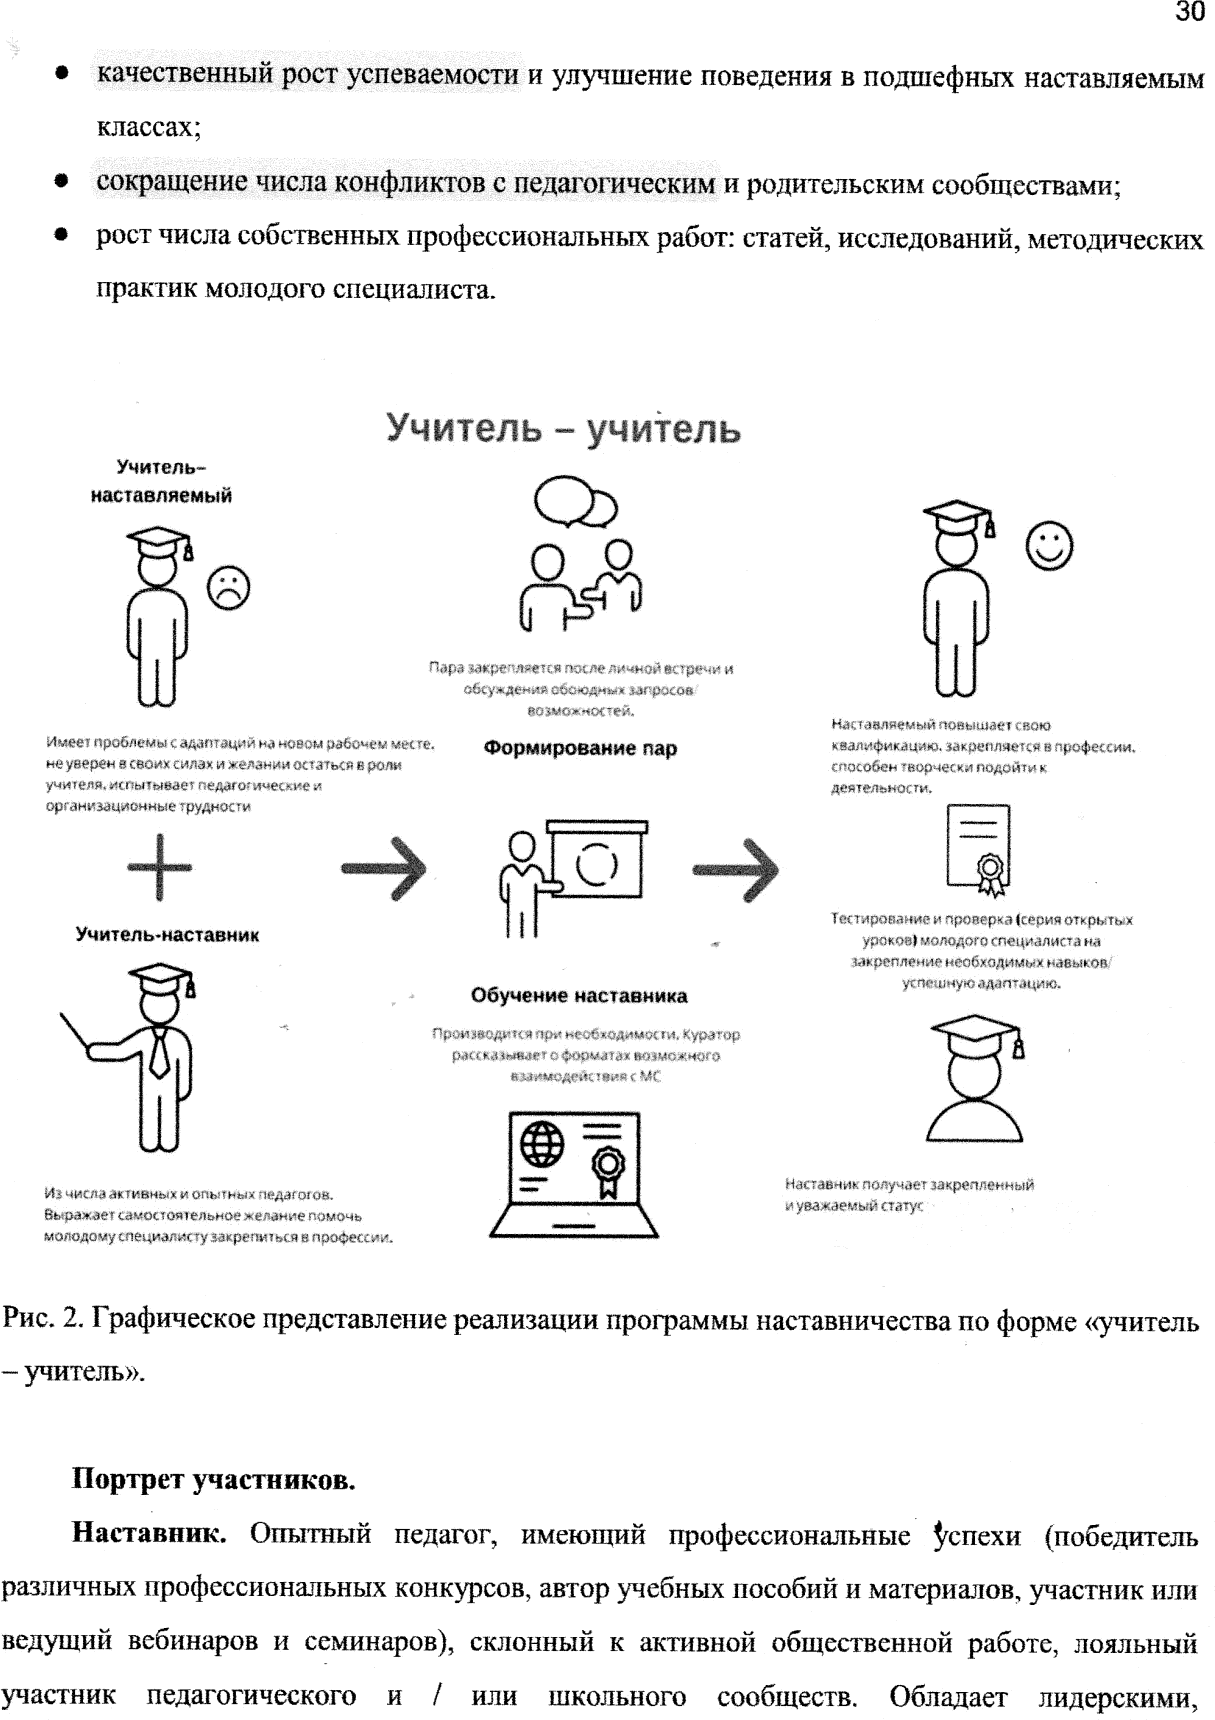 30
• качественный рост успеваемости и улучшение поведения в подшефных наставляемым
классах;
• сокращение числа конфликтов с педагогическим и родительским сообществами;
• рост числа собственных профессиональных работ: статей, исследований, методических
практик молодого специалиста.
Учитель – учитель
Учитель–
наставляемый
Имеет проблемы с адаптаций на новом рабочем месте,
не уверен в своих силах и желании остаться в роли
учителя, испытывает педагогические и
организационные трудности
Учитель-наставник
Из числа активных и опытных педагогов.
Выражает самостоятельное желание помочь
молодому специалисту закрепиться в профессии.
Пара закрепляется после личной встречи и
обсуждения обоюдных запросов/
возможностей.
Формирование пар
Обучение наставника
Производится при необходимости. Куратор
рассказывает о форматах возможного
взаимодействия с МС
Наставляемый повышает свою
квалификацию, закрепляется в профессии,
способен творчески подойти к
деятельности.
Тестирование и проверка (серия открытых
уроков) молодого специалиста на
закрепление необходимых навыков/
успешную адаптацию.
Наставник получает закрепленный
и уважаемый статус
Рис. 2. Графическое представление реализации программы наставничества по форме «учитель
– учитель».
Портрет участников.
Наставник. Опытный педагог, имеющий профессиональные успехи (победитель
различных профессиональных конкурсов, автор учебных пособий и материалов, участник или
ведущий вебинаров и семинаров), склонный к активной общественной работе, лояльный
участник педагогического и / или школьного сообществ. Обладает лидерскими,